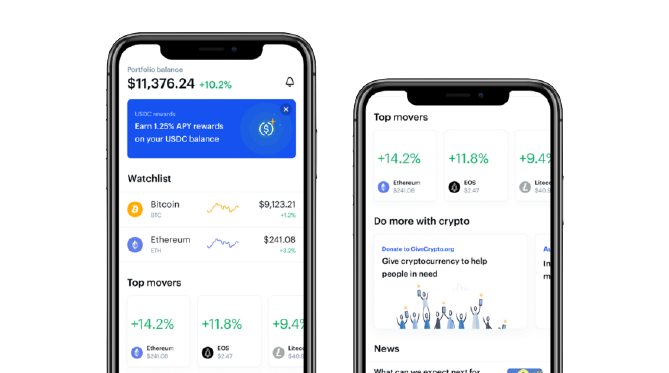 Portfolio balance
$11,376.24 +10.2%
USDC rewards
Earn 1.25% APY rewards
on your USDC balance
Watchlist
Bitcoin $9,123.21
BTC +1.2%
Ethereum $241.08
ETH +3.2%
Top movers
+14.2% +11.8% +9.4%
Ethereum EOS Liteco
$241.08 $2.47 $40.9
Top movers
+14.2% +11.8% +9.4%
Ethereum EOS Liteco
$241.08 $2.47 $40.9
Do more with crypto
Donate to GiveCrypto.org
Give cryptocurrency to help
people in need
News
What can we expect next for